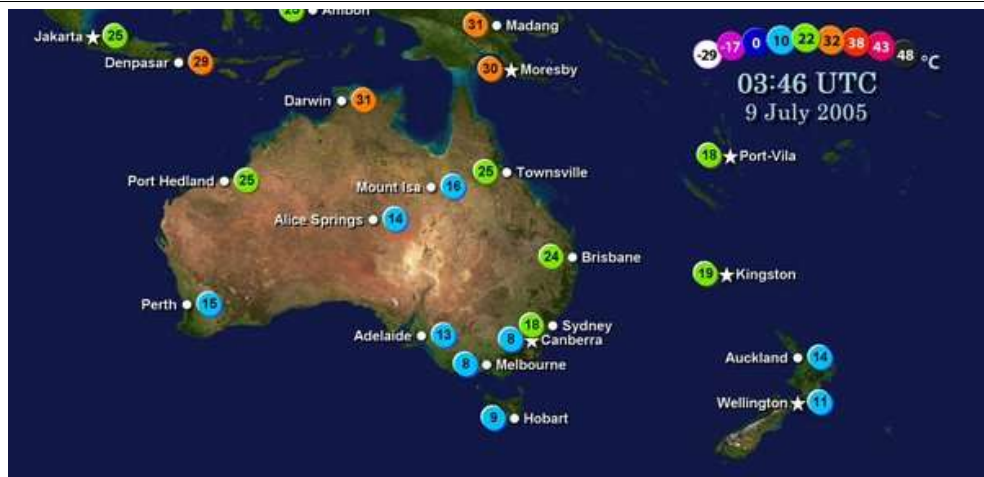 25 Ambon
Jakarta 25
31 Madang
-29 -17 0 10 22 32 38 43 48 °C
Denpasar 29
30 Moresby
03:46 UTC
9 July 2005
Darwin 31
18 Port-Vila
25 Townsville
Port Hedland 25
Mount Isa 16
Alice Springs 14
24 Brisbane
19 Kingston
Perth 15
18 Sydney
Adelaide 13
8 Canberra
8 Melbourne
Auckland 14
Wellington 11
9 Hobart